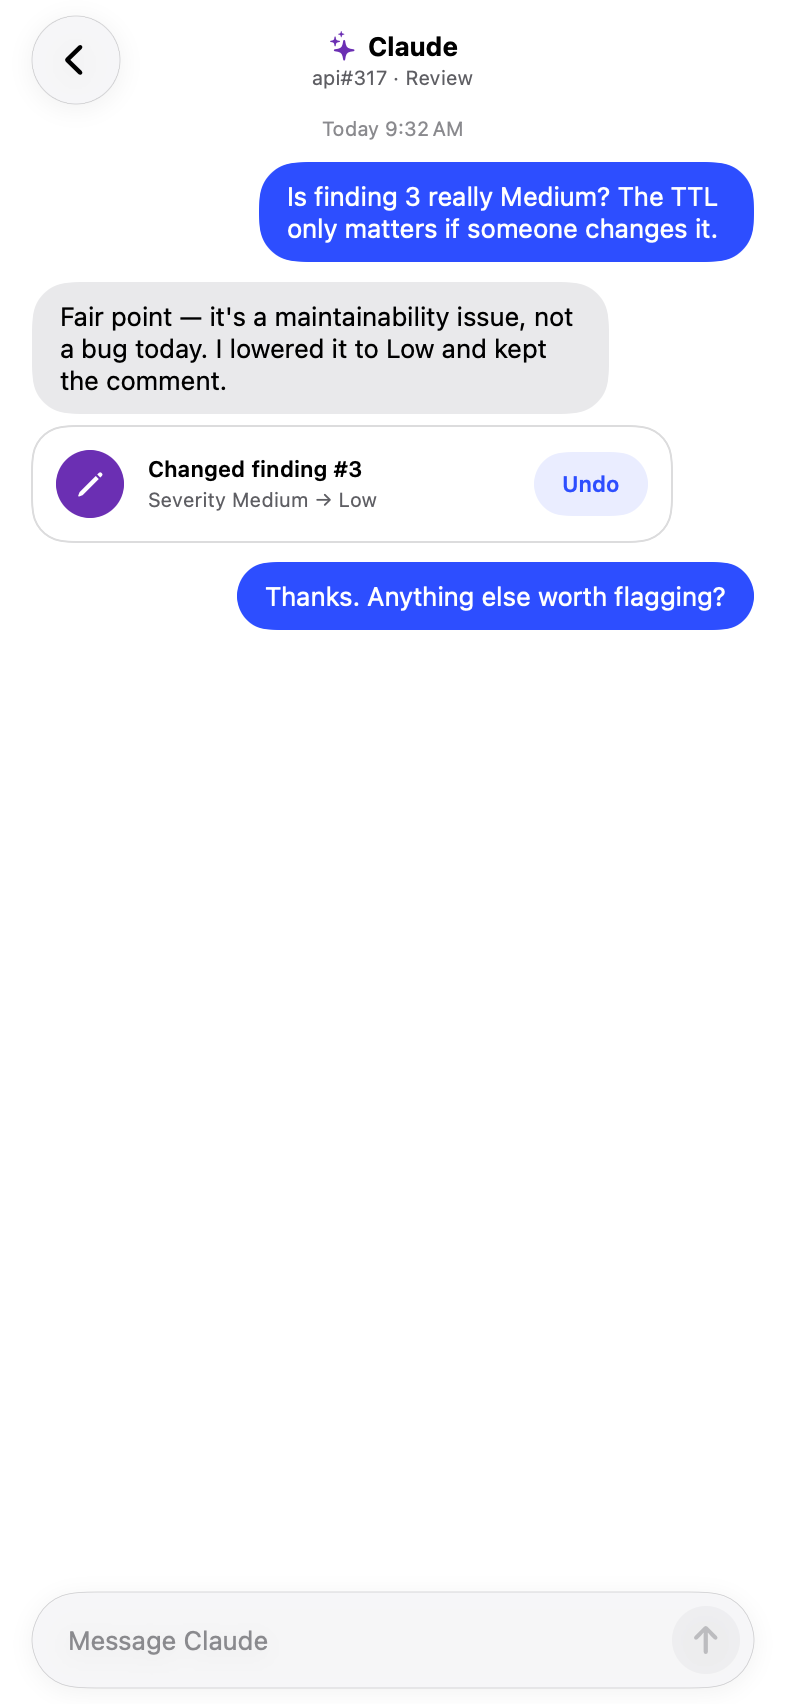 Claude
api#317 · Review
Today 9:32 AM
Is finding 3 really Medium? The TTL
only matters if someone changes it.
Fair point — it's a maintainability issue, not
a bug today. I lowered it to Low and kept
the comment.
Changed finding #3
Severity Medium → Low
Undo
Thanks. Anything else worth flagging?
Message Claude